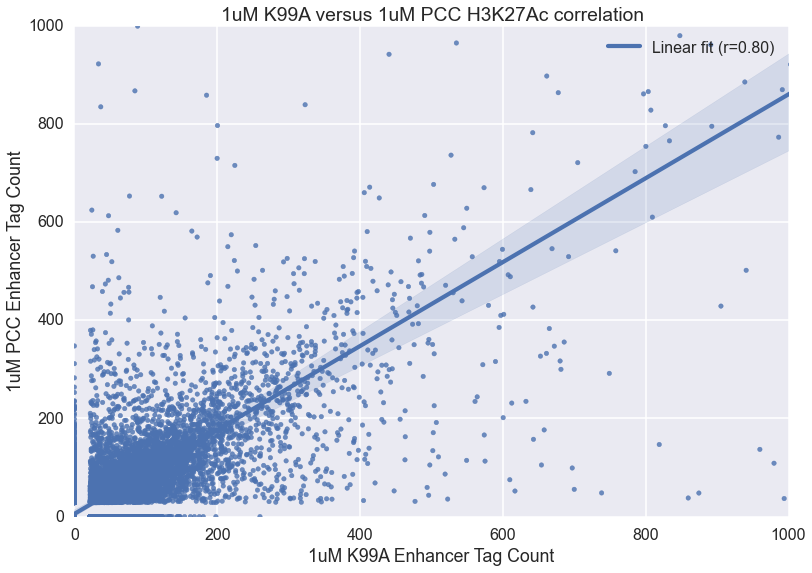 1uM K99A versus 1uM PCC H3K27Ac correlation
Linear fit (r=0.80)
1000
800
600
400
200
0
1uM PCC Enhancer Tag Count
0 200 400 600 800 1000
1uM K99A Enhancer Tag Count